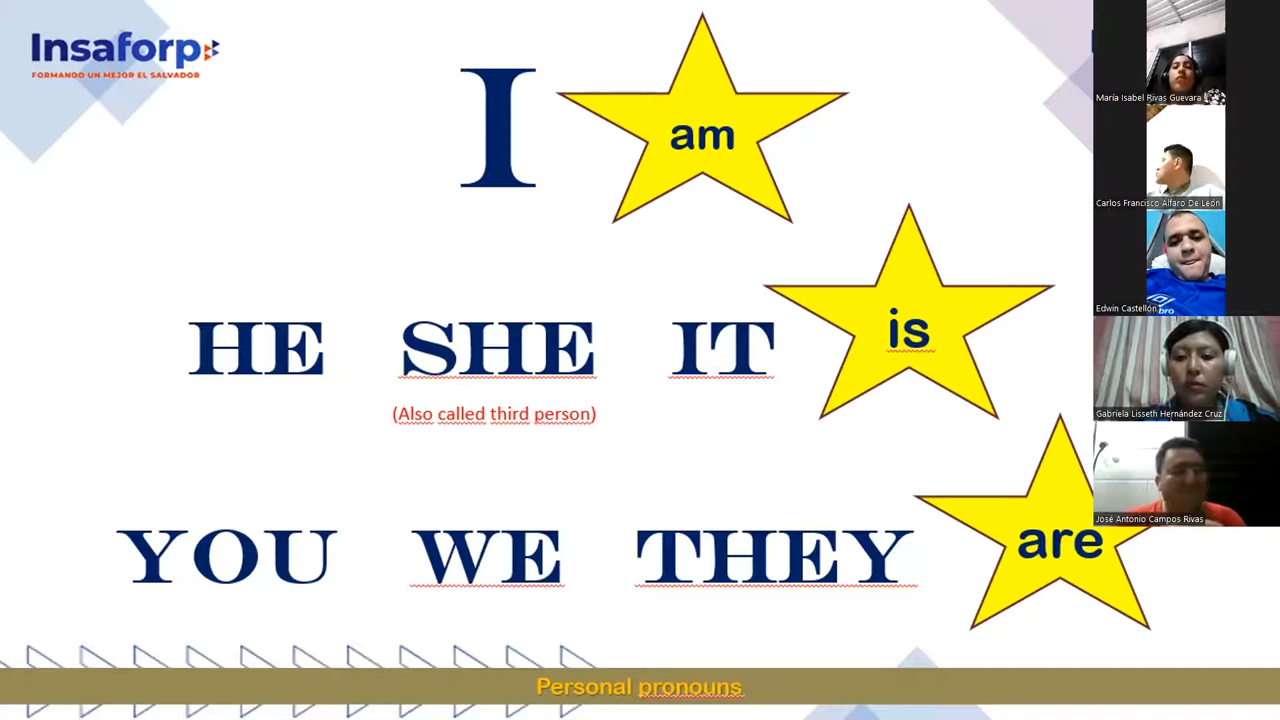 Insaforp
FORMANDO UN MEJOR EL SALVADOR
I am
HE SHE IT is
(Also called third person)
YOU WE THEY are
Personal pronouns
María Isabel Rivas Guevara
Carlos Francisco Alfaro De León
Edwin Castellón
bro
Gabriela Lisseth Hernández Cruz
José Antonio Campos Rivas